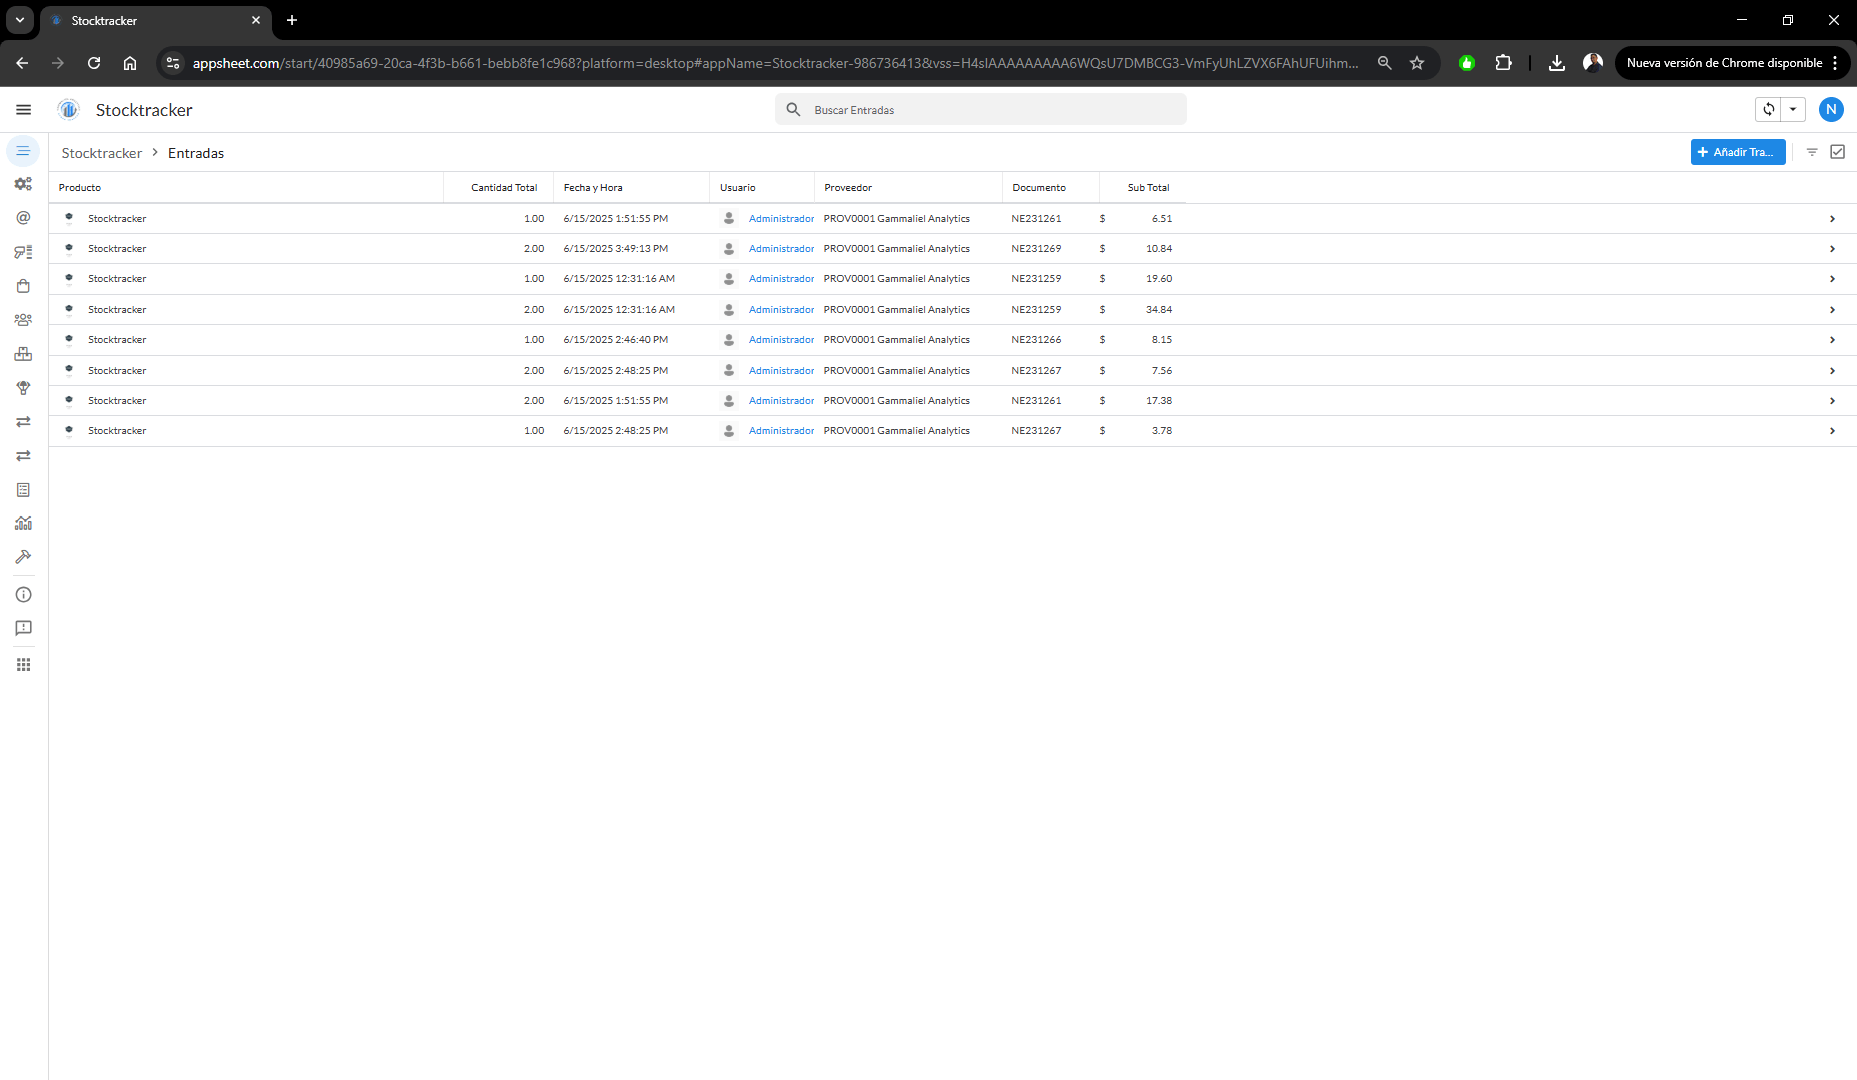 Stocktracker
appsheet.com/start/40985a69-20ca-4f3b-b661-bebb8fe1c968?platform=desktop#appName=Stocktracker-986736413&vss=H4sIAAAAAAAAA6WQsU7DMBCG3-VmFyUhLZVX6FAhUFUihm...
Nueva versión de Chrome disponible
Stocktracker
Buscar Entradas
N
Stocktracker > Entradas
+ Añadir Tra...
Producto Cantidad Total Fecha y Hora Usuario Proveedor Documento Sub Total
Stocktracker 1.00 6/15/2025 1:51:55 PM Administrador PROV0001 Gammaliel Analytics NE231261 $ 6.51
Stocktracker 2.00 6/15/2025 3:49:13 PM Administrador PROV0001 Gammaliel Analytics NE231269 $ 10.84
Stocktracker 1.00 6/15/2025 12:31:16 AM Administrador PROV0001 Gammaliel Analytics NE231259 $ 19.60
Stocktracker 2.00 6/15/2025 12:31:16 AM Administrador PROV0001 Gammaliel Analytics NE231259 $ 34.84
Stocktracker 1.00 6/15/2025 2:46:40 PM Administrador PROV0001 Gammaliel Analytics NE231266 $ 8.15
Stocktracker 2.00 6/15/2025 2:48:25 PM Administrador PROV0001 Gammaliel Analytics NE231267 $ 7.56
Stocktracker 2.00 6/15/2025 1:51:55 PM Administrador PROV0001 Gammaliel Analytics NE231261 $ 17.38
Stocktracker 1.00 6/15/2025 2:48:25 PM Administrador PROV0001 Gammaliel Analytics NE231267 $ 3.78